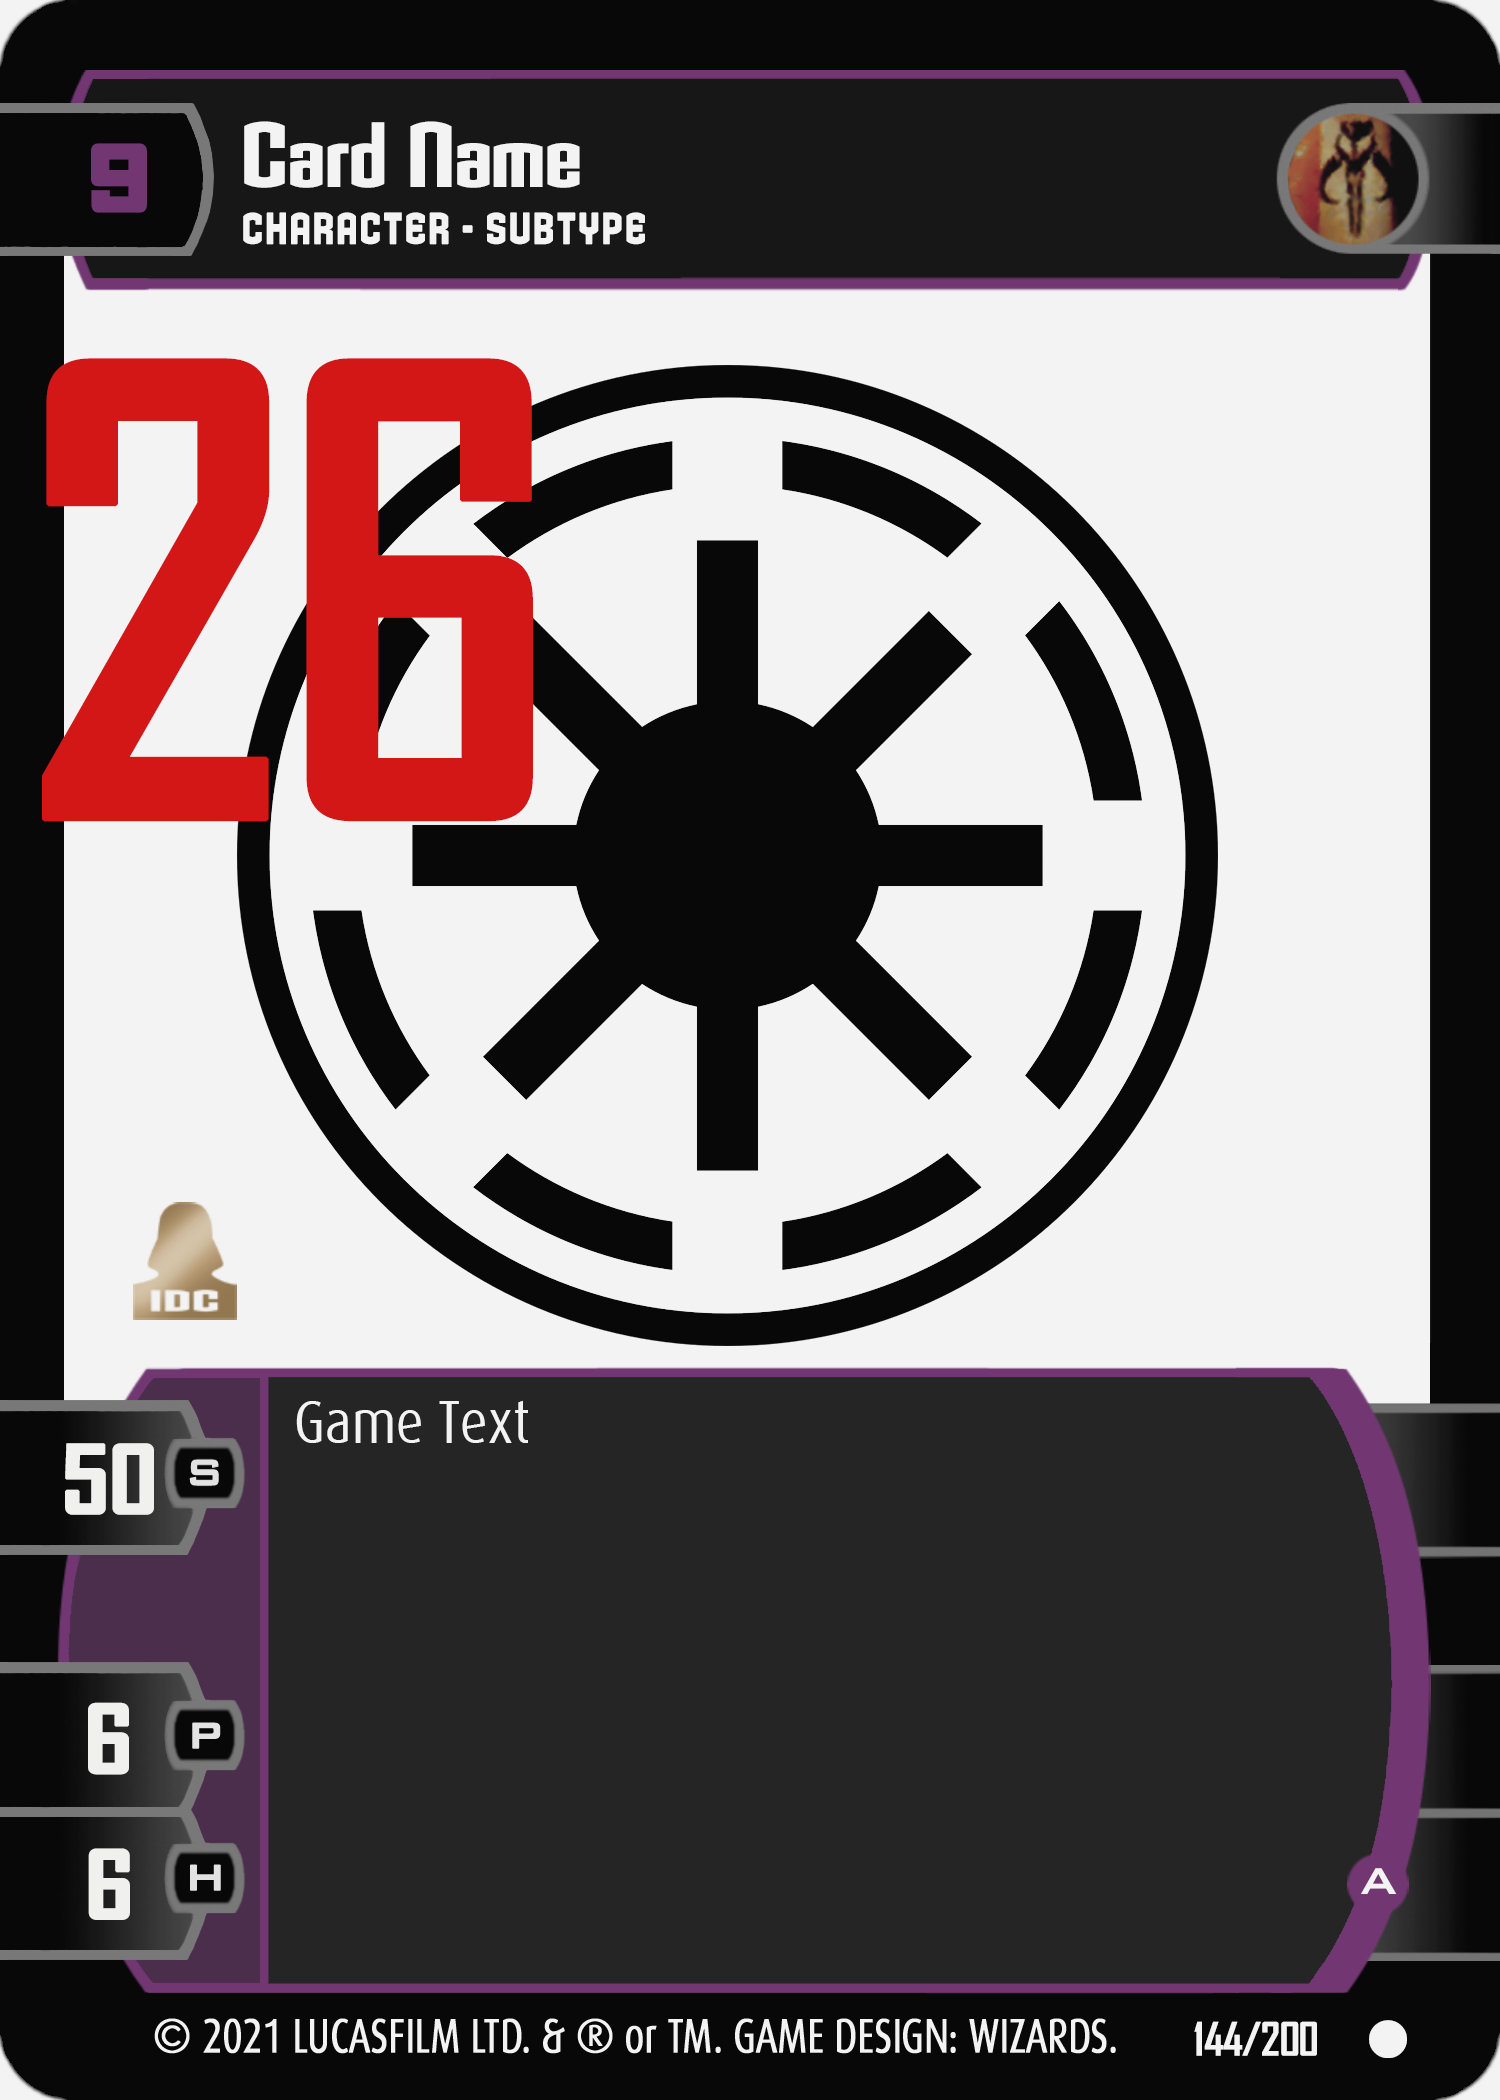 9
Card Name
CHARACTER - SUBTYPE
26
IDC
Game Text
50 S
6 P
6 H
A
© 2021 LUCASFILM LTD. & ® or TM. GAME DESIGN: WIZARDS.
144/200